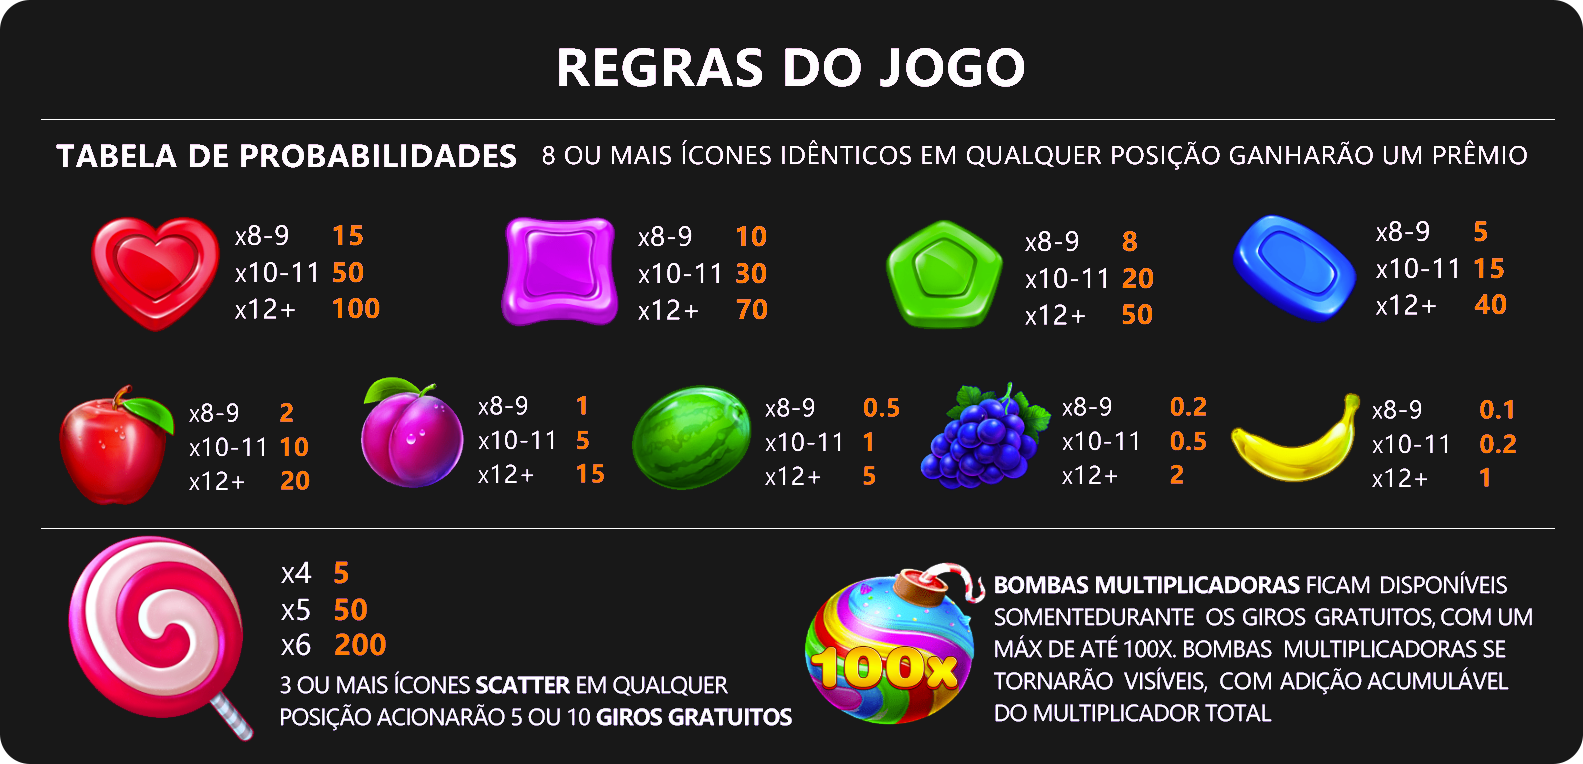 REGRAS DO JOGO
TABELA DE PROBABILIDADES 8 OU MAIS ÍCONES IDÊNTICOS EM QUALQUER POSIÇÃO GANHARÃO UM PRÊMIO
x8-9 15
x10-11 50
x12+ 100
x8-9 10
x10-11 30
x12+ 70
x8-9 8
x10-11 20
x12+ 50
x8-9 5
x10-11 15
x12+ 40
x8-9 2
x10-11 10
x12+ 20
x8-9 1
x10-11 5
x12+ 15
x8-9 0.5
x10-11 1
x12+ 5
x8-9 0.2
x10-11 0.5
x12+ 2
x8-9 0.1
x10-11 0.2
x12+ 1
x4 5
x5 50
x6 200
3 OU MAIS ÍCONES SCATTER EM QUALQUER
POSIÇÃO ACIONARÃO 5 OU 10 GIROS GRATUITOS
100x
BOMBAS MULTIPLICADORAS FICAM DISPONÍVEIS
SOMENTEDURANTE OS GIROS GRATUITOS, COM UM
MÁX DE ATÉ 100X. BOMBAS MULTIPLICADORAS SE
TORNARÃO VISÍVEIS, COM ADIÇÃO ACUMULÁVEL
DO MULTIPLICADOR TOTAL